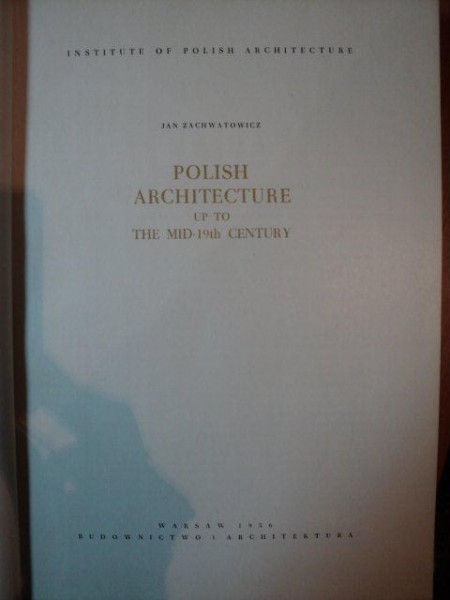 INSTITUTE OF POLISH ARCHITECTURE
JAN ZACHWATOWICZ
POLISH
ARCHITECTURE
UP TO
THE MID-19th CENTURY
WARSAW 1956
BUDOWNICTWO I ARCHITEKTURA